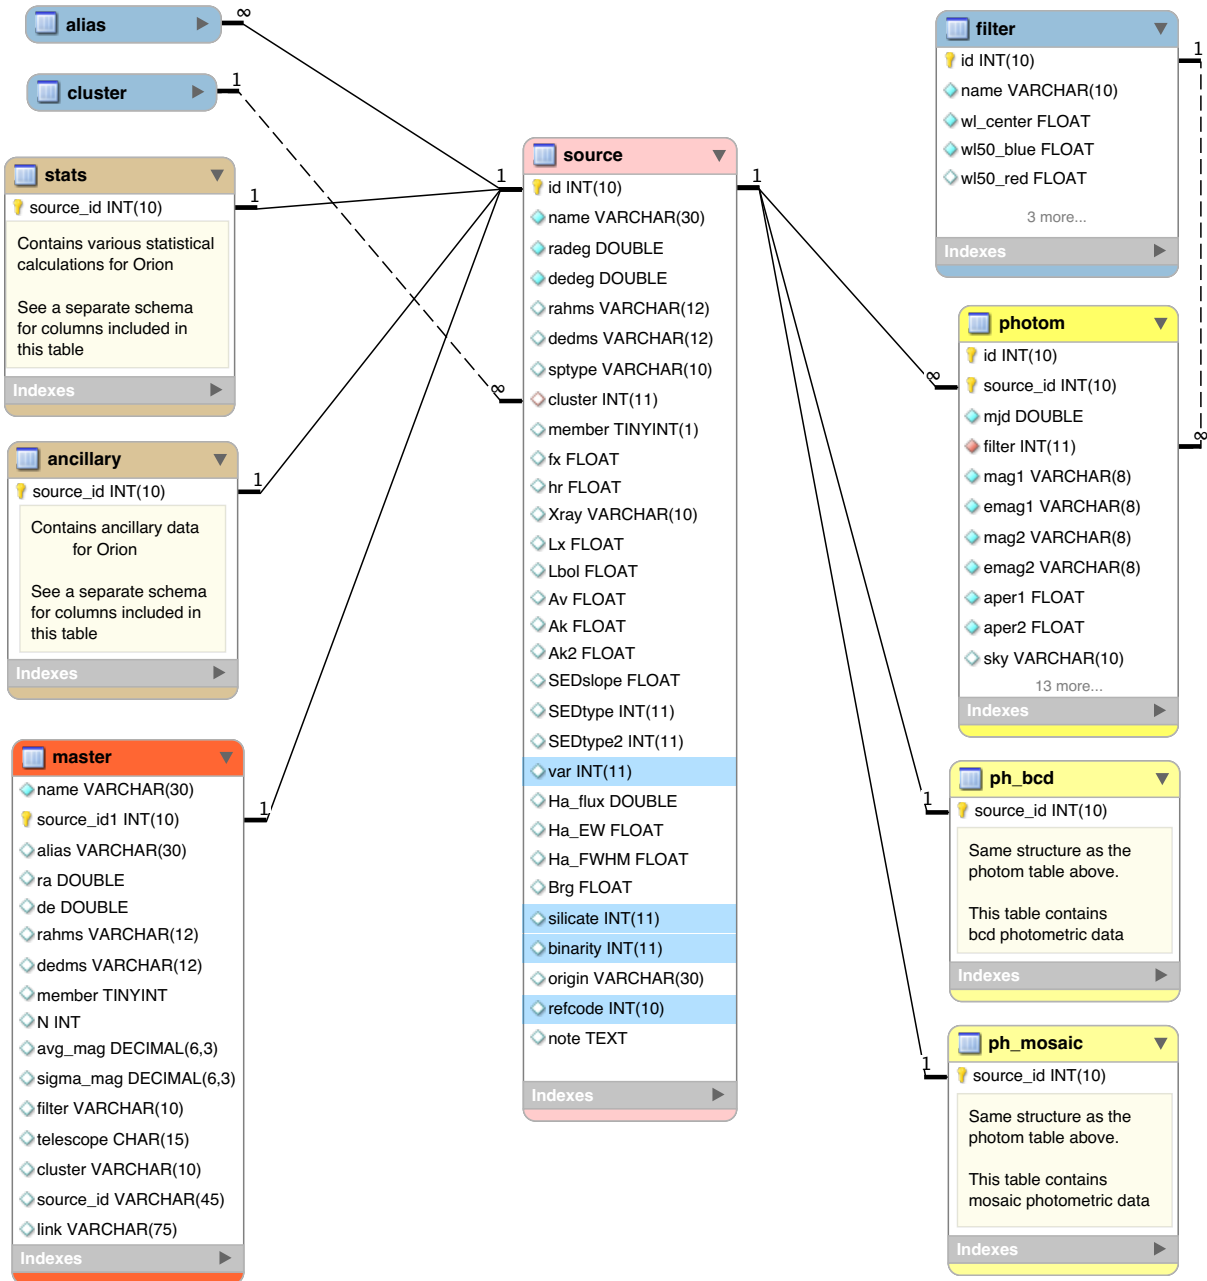 alias
∞
cluster
1
stats
1
source_id INT(10)
Contains various statistical
calculations for Orion
See a separate schema
for columns included in
this table
Indexes
ancillary
1
source_id INT(10)
Contains ancillary data
for Orion
See a separate schema
for columns included in
this table
Indexes
master
name VARCHAR(30)
source_id1 INT(10)
1
alias VARCHAR(30)
ra DOUBLE
de DOUBLE
rahms VARCHAR(12)
dedms VARCHAR(12)
member TINYINT
N INT
avg_mag DECIMAL(6,3)
sigma_mag DECIMAL(6,3)
filter VARCHAR(10)
telescope CHAR(15)
cluster VARCHAR(10)
source_id VARCHAR(45)
link VARCHAR(75)
Indexes
source
1
1
id INT(10)
name VARCHAR(30)
radeg DOUBLE
dedeg DOUBLE
rahms VARCHAR(12)
dedms VARCHAR(12)
sptype VARCHAR(10)
∞
cluster INT(11)
member TINYINT(1)
fx FLOAT
hr FLOAT
Xray VARCHAR(10)
Lx FLOAT
Lbol FLOAT
Av FLOAT
Ak FLOAT
Ak2 FLOAT
SEDslope FLOAT
SEDtype INT(11)
SEDtype2 INT(11)
var INT(11)
Ha_flux DOUBLE
Ha_EW FLOAT
Ha_FWHM FLOAT
Brg FLOAT
silicate INT(11)
binarity INT(11)
origin VARCHAR(30)
refcode INT(10)
note TEXT
Indexes
filter
1
id INT(10)
name VARCHAR(10)
wl_center FLOAT
wl50_blue FLOAT
wl50_red FLOAT
3 more...
Indexes
photom
id INT(10)
∞
source_id INT(10)
mjd DOUBLE
filter INT(11)
∞
mag1 VARCHAR(8)
emag1 VARCHAR(8)
mag2 VARCHAR(8)
emag2 VARCHAR(8)
aper1 FLOAT
aper2 FLOAT
sky VARCHAR(10)
13 more...
Indexes
ph_bcd
1
source_id INT(10)
Same structure as the
photom table above.
This table contains
bcd photometric data
Indexes
ph_mosaic
1
source_id INT(10)
Same structure as the
photom table above.
This table contains
mosaic photometric data
Indexes